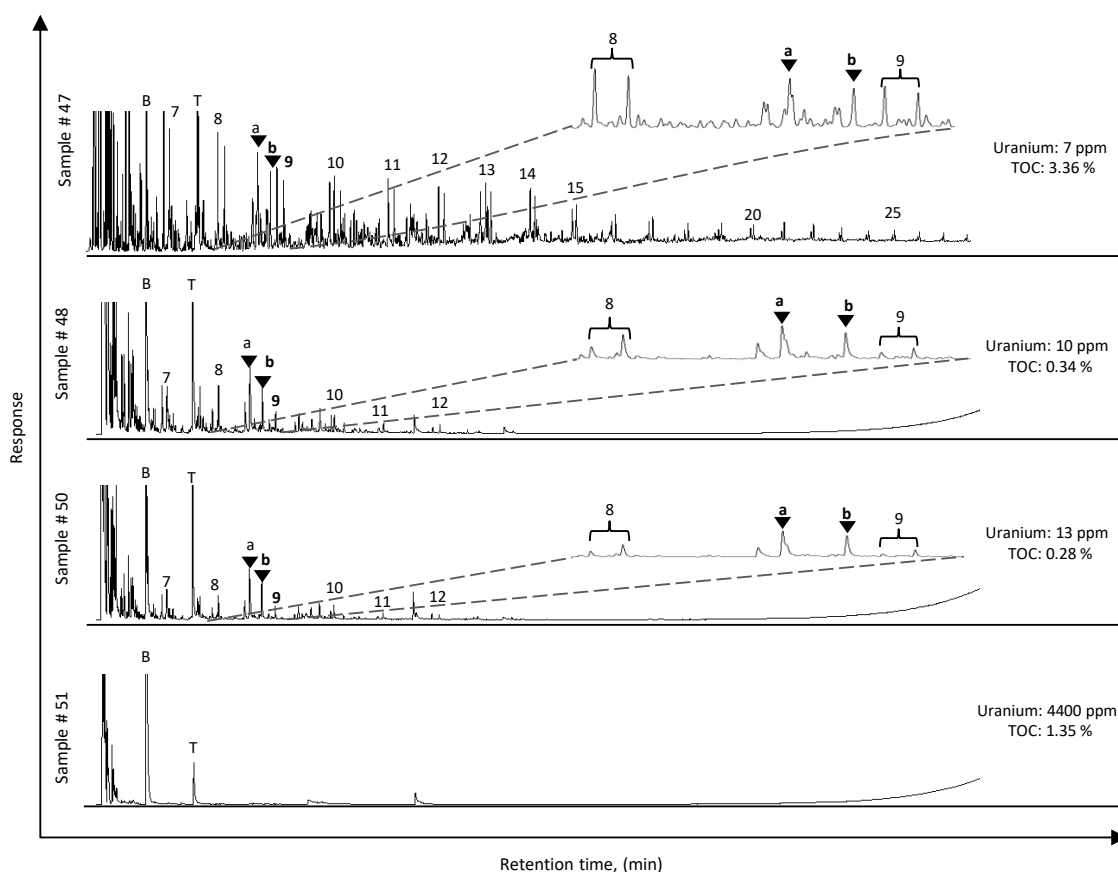 Response
Sample # 47
B
7
T
8
a
b
9
10
11
12
13
14
15
20
25
8
a
b
9
Uranium: 7 ppm
TOC: 3.36 %
Sample # 48
B
7
T
8
a
b
9
10
11
12
8
a
b
9
Uranium: 10 ppm
TOC: 0.34 %
Sample # 50
B
7
T
8
a
b
9
10
11
12
8
a
b
9
Uranium: 13 ppm
TOC: 0.28 %
Sample # 51
B
T
Uranium: 4400 ppm
TOC: 1.35 %
Retention time, (min)